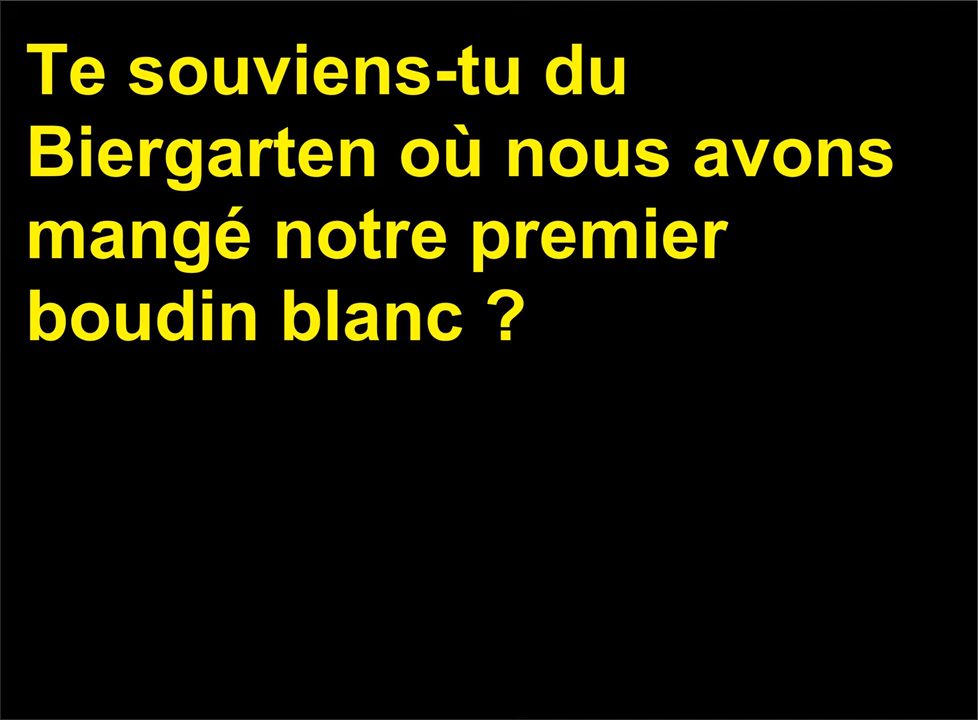 Te souviens-tu du
Biergarten où nous avons
mangé notre premier
boudin blanc ?